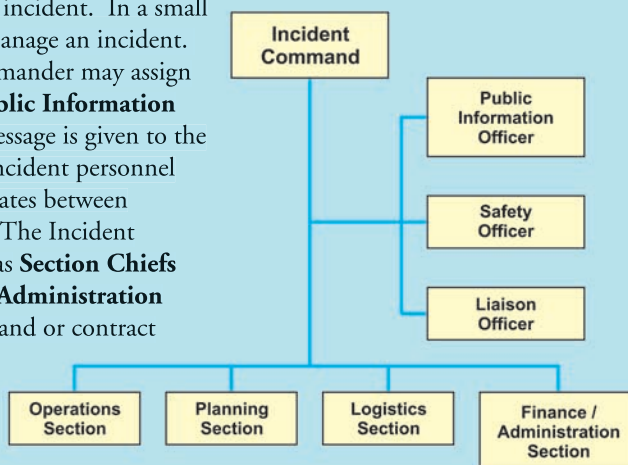 incident. In a small
anage an incident.
mander may assign
blic Information
essage is given to the
ncident personnel
ates between
The Incident
as Section Chiefs
Administration
and or contract
Incident
Command
Public
Information
Officer
Safety
Officer
Liaison
Officer
Operations
Section
Planning
Section
Logistics
Section
Finance /
Administration
Section